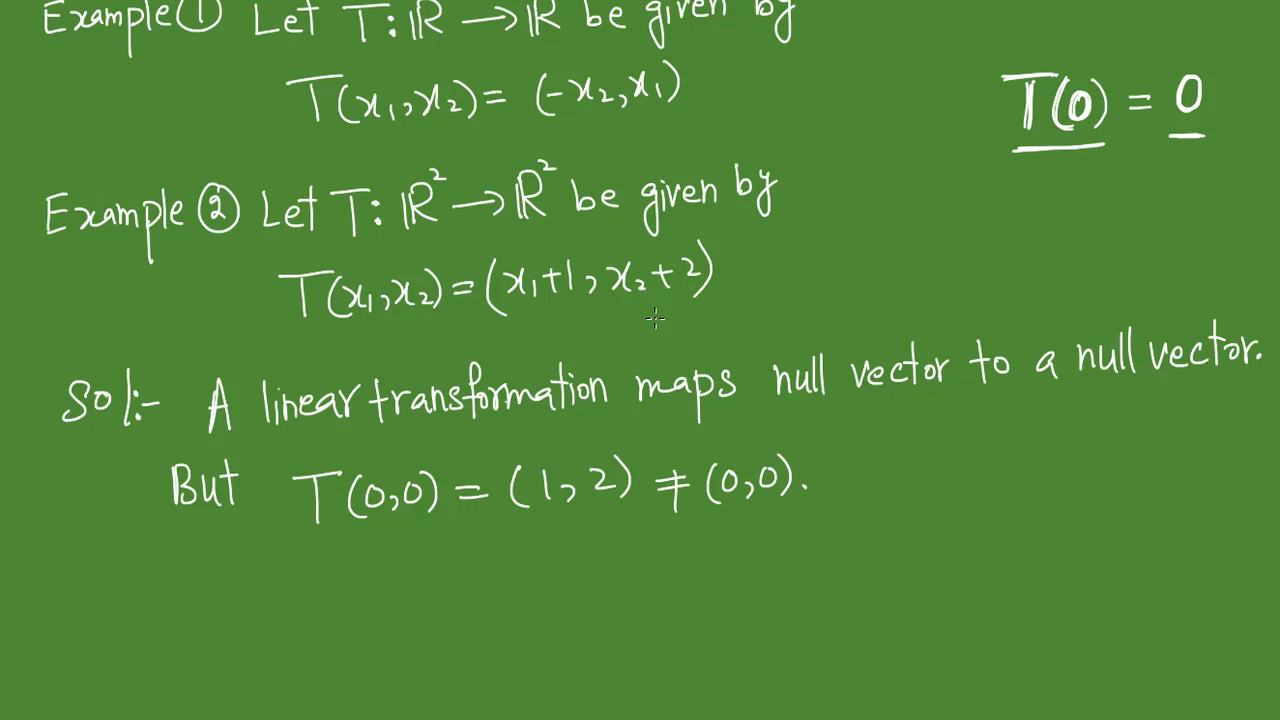 Example ① Let T: ℝ → ℝ be given by
T(x₁, x₂) = (-x₂, x₁)
T(0) = 0
Example ② Let T: ℝ² → ℝ² be given by
T(x₁, x₂) = (x₁+1, x₂+2)
Sol:- A linear transformation maps null vector to a null vector.
But T(0,0) = (1, 2) ≠ (0,0).